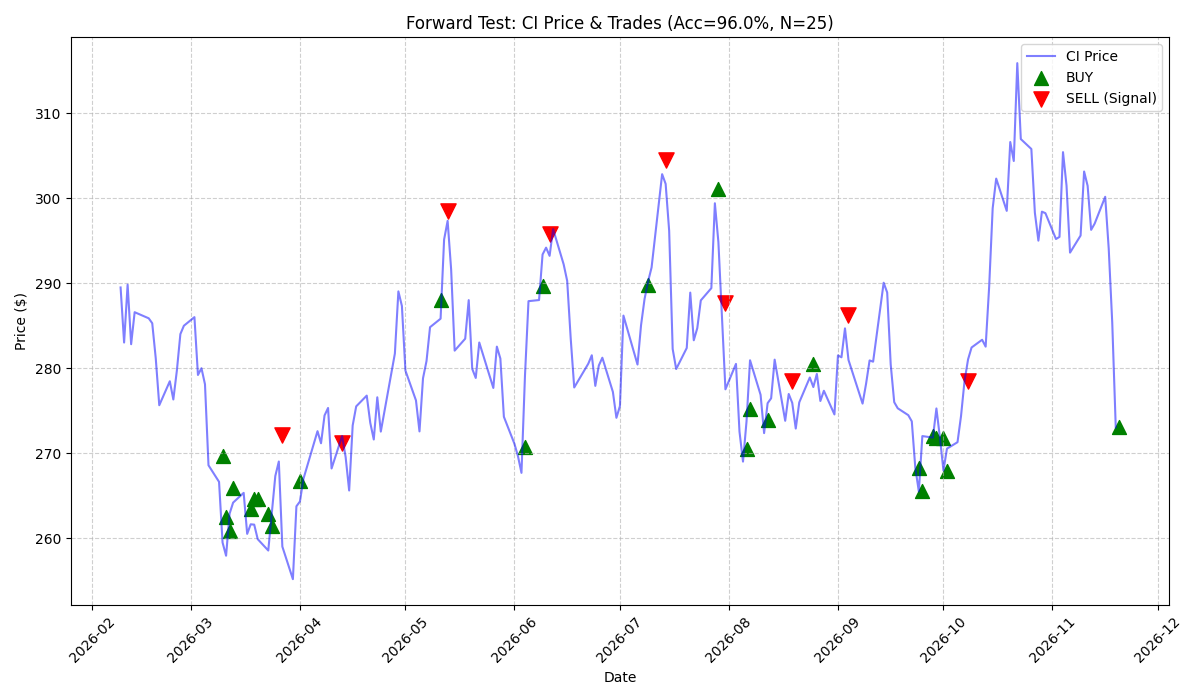 Forward Test: CI Price & Trades (Acc=96.0%, N=25)
CI Price
BUY
SELL (Signal)
Price ($)
310
300
290
280
270
260
2026-02
2026-03
2026-04
2026-05
2026-06
2026-07
2026-08
2026-09
2026-10
2026-11
2026-12
Date